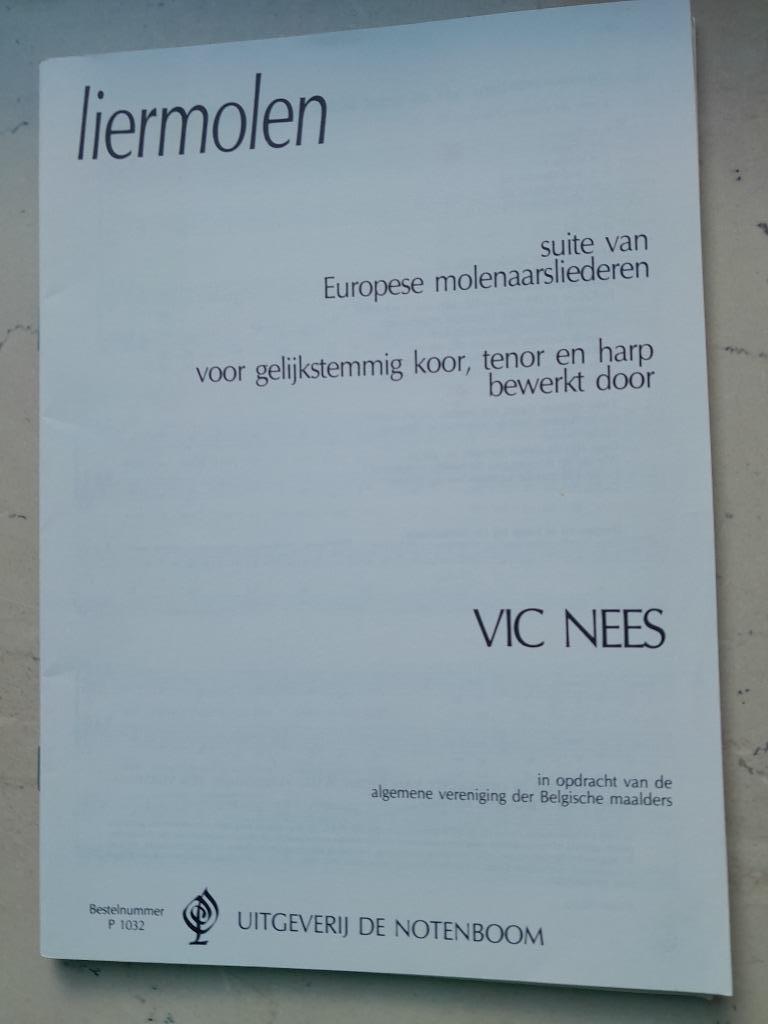 liermolen
suite van
Europese molenaarsliederen
voor gelijkstemmig koor, tenor en harp
bewerkt door
VIC NEES
in opdracht van de
algemene vereniging der Belgische maalders
Bestelnummer
P 1032
UITGEVERIJ DE NOTENBOOM